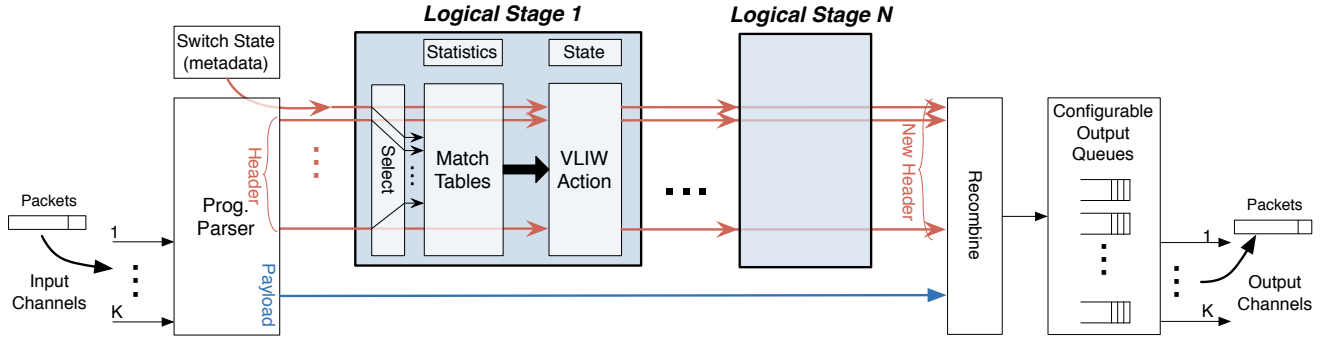 Logical Stage 1
Logical Stage N
Switch State
(metadata)
Statistics
State
Configurable
Output
Queues
Header
Select
Match
Tables
VLIW
Action
New Header
Recombine
Packets
Prog.
Parser
Packets
1
1
Input
Channels
Payload
Output
Channels
K
K